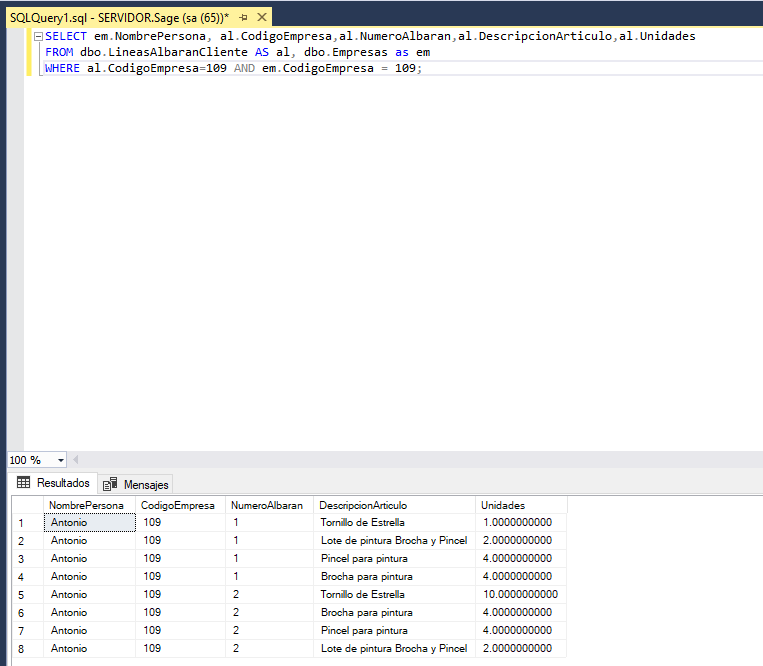 SQLQuery1.sql - SERVIDOR.Sage (sa (65))*
SELECT em.NombrePersona, al.CodigoEmpresa,al.NumeroAlbaran,al.DescripcionArticulo,al.Unidades
FROM dbo.LineasAlbaranCliente AS al, dbo.Empresas as em
WHERE al.CodigoEmpresa=109 AND em.CodigoEmpresa = 109;
100 %
Resultados Mensajes
NombrePersona CodigoEmpresa NumeroAlbaran DescripcionArticulo Unidades
1 Antonio 109 1 Tornillo de Estrella 1.0000000000
2 Antonio 109 1 Lote de pintura Brocha y Pincel 2.0000000000
3 Antonio 109 1 Pincel para pintura 4.0000000000
4 Antonio 109 1 Brocha para pintura 4.0000000000
5 Antonio 109 2 Tornillo de Estrella 10.0000000000
6 Antonio 109 2 Brocha para pintura 4.0000000000
7 Antonio 109 2 Pincel para pintura 4.0000000000
8 Antonio 109 2 Lote de pintura Brocha y Pincel 2.0000000000